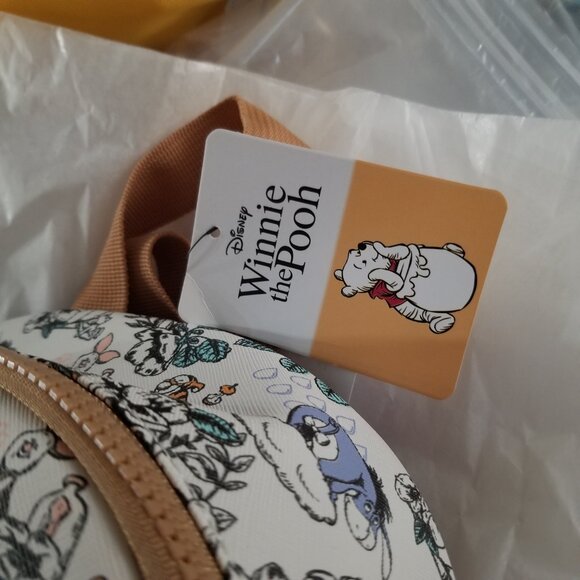 Disney
Winnie
the Pooh